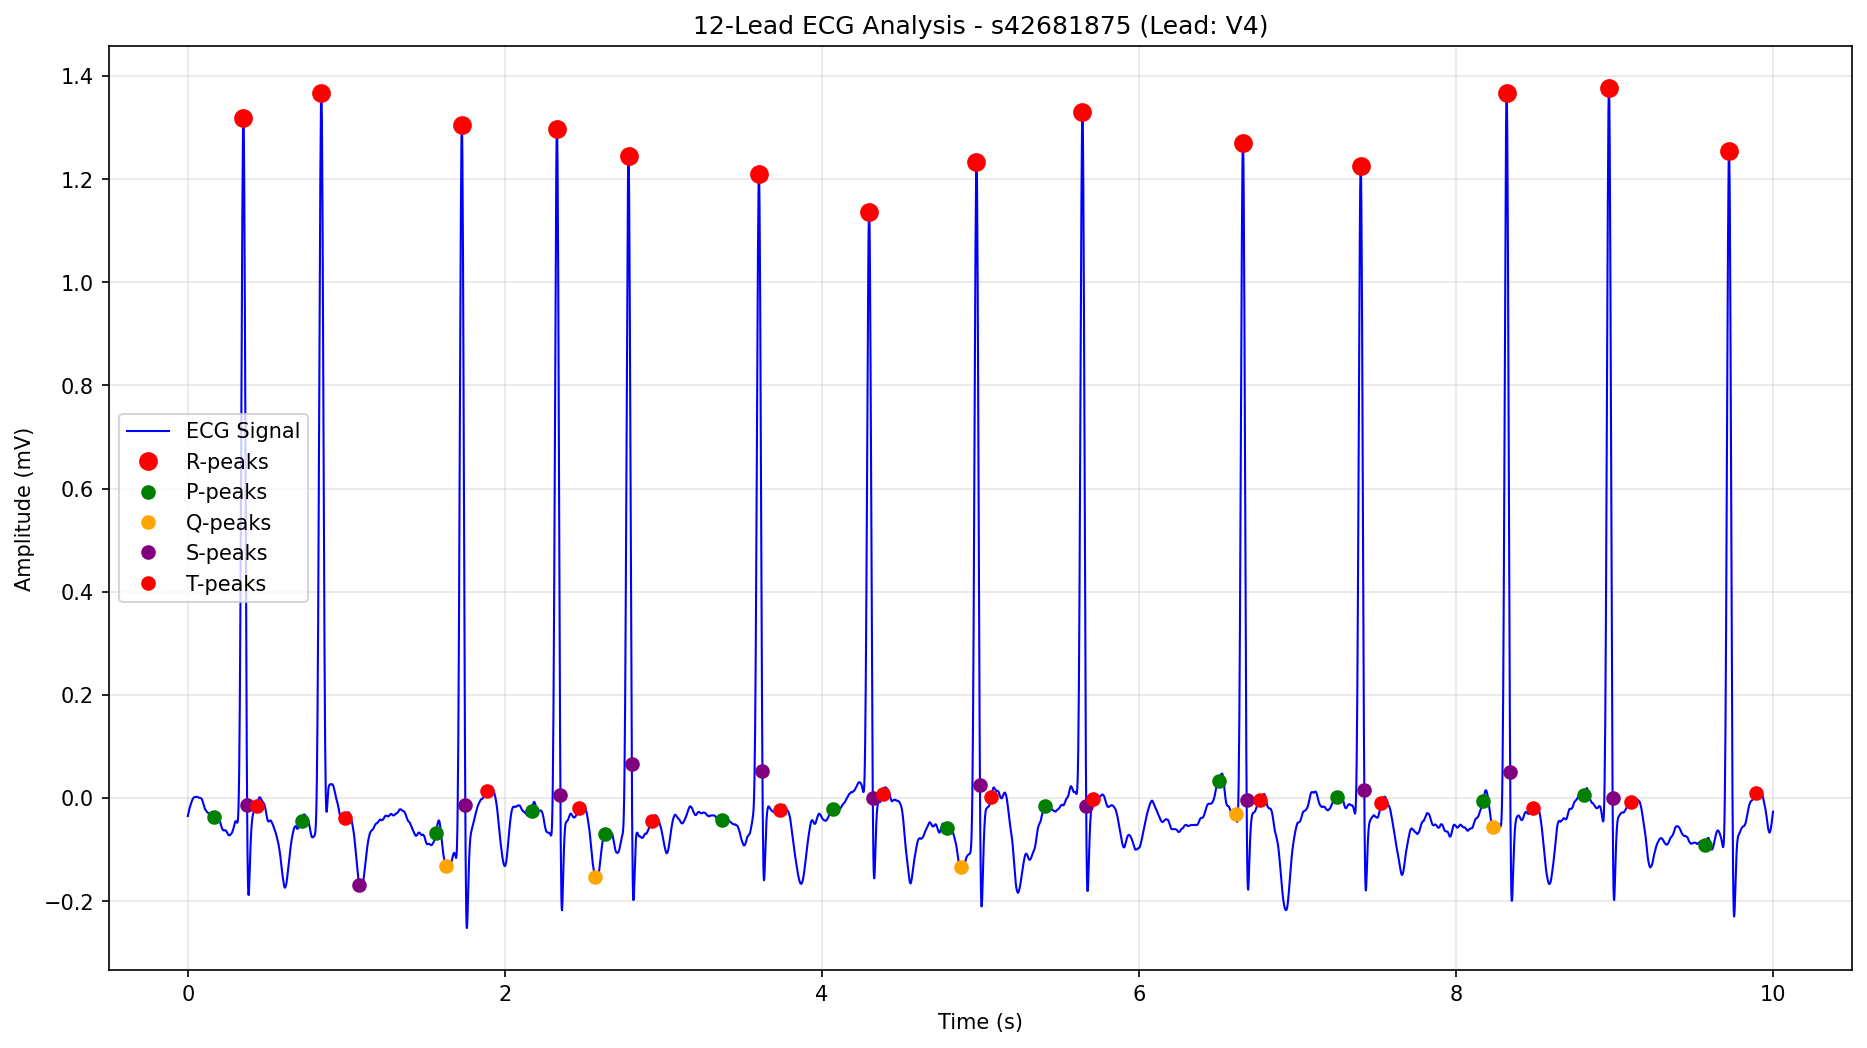 12-Lead ECG Analysis - s42681875 (Lead: V4)
1.4
1.2
1.0
0.8
0.6
0.4
0.2
0.0
−0.2
Amplitude (mV)
ECG Signal
R-peaks
P-peaks
Q-peaks
S-peaks
T-peaks
0 2 4 6 8 10
Time (s)